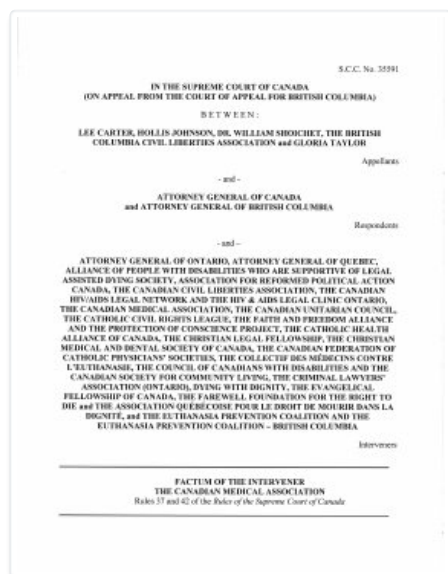 S.C.C. No. 35591
IN THE SUPREME COURT OF CANADA
(ON APPEAL FROM THE COURT OF APPEAL FOR BRITISH COLUMBIA)
B E T W E E N :
LEE CARTER, HOLLIS JOHNSON, DR. WILLIAM SHOICHET, THE BRITISH
COLUMBIA CIVIL LIBERTIES ASSOCIATION and GLORIA TAYLOR
Appellants
- and -
ATTORNEY GENERAL OF CANADA
and ATTORNEY GENERAL OF BRITISH COLUMBIA
Respondents
- and -
ATTORNEY GENERAL OF ONTARIO, ATTORNEY GENERAL OF QUEBEC,
ALLIANCE OF PEOPLE WITH DISABILITIES WHO ARE SUPPORTIVE OF LEGAL
ASSISTED DYING SOCIETY, ASSOCIATION FOR REFORMED POLITICAL ACTION
CANADA, THE CANADIAN CIVIL LIBERTIES ASSOCIATION, THE CANADIAN
HIV/AIDS LEGAL NETWORK AND THE HIV & AIDS LEGAL CLINIC ONTARIO,
THE CANADIAN MEDICAL ASSOCIATION, THE CANADIAN UNITARIAN COUNCIL,
THE CATHOLIC CIVIL RIGHTS LEAGUE, THE FAITH AND FREEDOM ALLIANCE
AND THE PROTECTION OF CONSCIENCE PROJECT, THE CATHOLIC HEALTH
ALLIANCE OF CANADA, THE CHRISTIAN LEGAL FELLOWSHIP, THE CHRISTIAN
MEDICAL AND DENTAL SOCIETY OF CANADA, THE CANADIAN FEDERATION OF
CATHOLIC PHYSICIANS' SOCIETIES, THE COLLECTIF DES MÉDECINS CONTRE
L'EUTHANASIE, THE COUNCIL OF CANADIANS WITH DISABILITIES AND THE
CANADIAN SOCIETY FOR COMMUNITY LIVING, THE CRIMINAL LAWYERS'
ASSOCIATION (ONTARIO), DYING WITH DIGNITY, THE EVANGELICAL
FELLOWSHIP OF CANADA, THE FAREWELL FOUNDATION FOR THE RIGHT TO
DIE and THE ASSOCIATION QUÉBÉCOISE POUR LE DROIT DE MOURIR DANS LA
DIGNITÉ, and THE EUTHANASIA PREVENTION COALITION AND THE
EUTHANASIA PREVENTION COALITION – BRITISH COLUMBIA
Interveners
FACTUM OF THE INTERVENER
THE CANADIAN MEDICAL ASSOCIATION
Rules 37 and 42 of the Rules of the Supreme Court of Canada